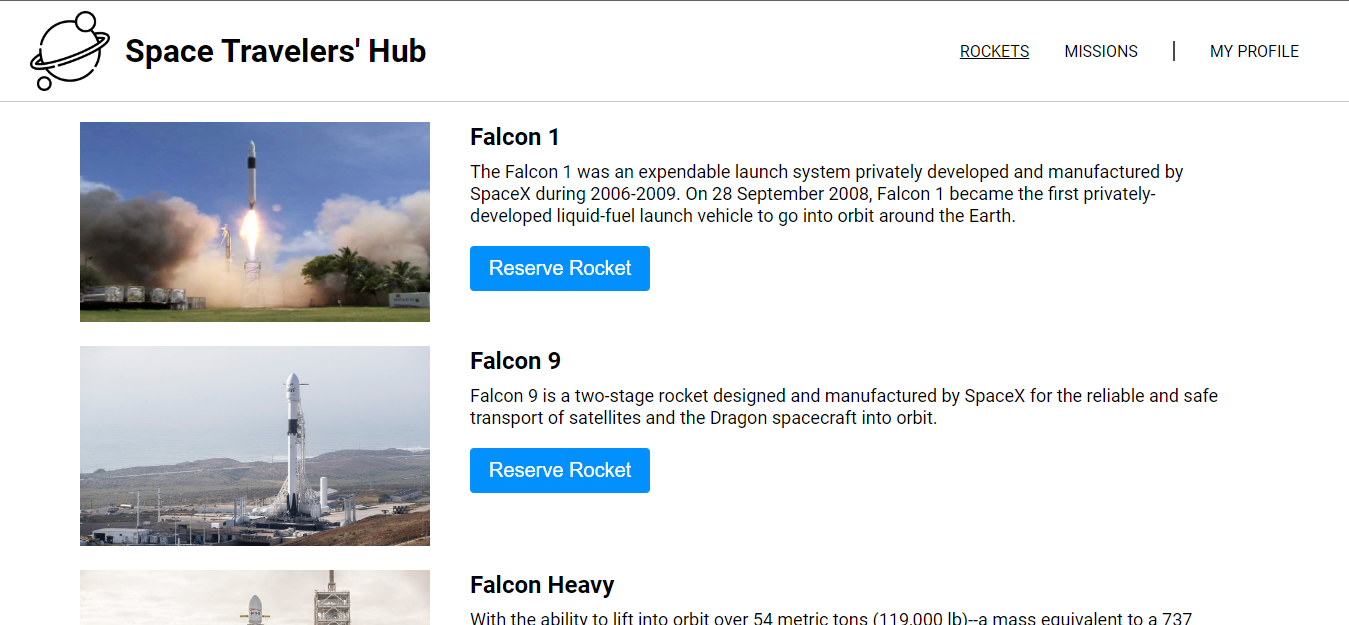 Space Travelers' Hub
ROCKETS MISSIONS | MY PROFILE
Falcon 1
The Falcon 1 was an expendable launch system privately developed and manufactured by
SpaceX during 2006-2009. On 28 September 2008, Falcon 1 became the first privately-
developed liquid-fuel launch vehicle to go into orbit around the Earth.
Reserve Rocket
Falcon 9
Falcon 9 is a two-stage rocket designed and manufactured by SpaceX for the reliable and safe
transport of satellites and the Dragon spacecraft into orbit.
Reserve Rocket
Falcon Heavy
With the ability to lift into orbit over 54 metric tons (119,000 lb)--a mass equivalent to a 737